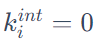 $k_i^{int} = 0$